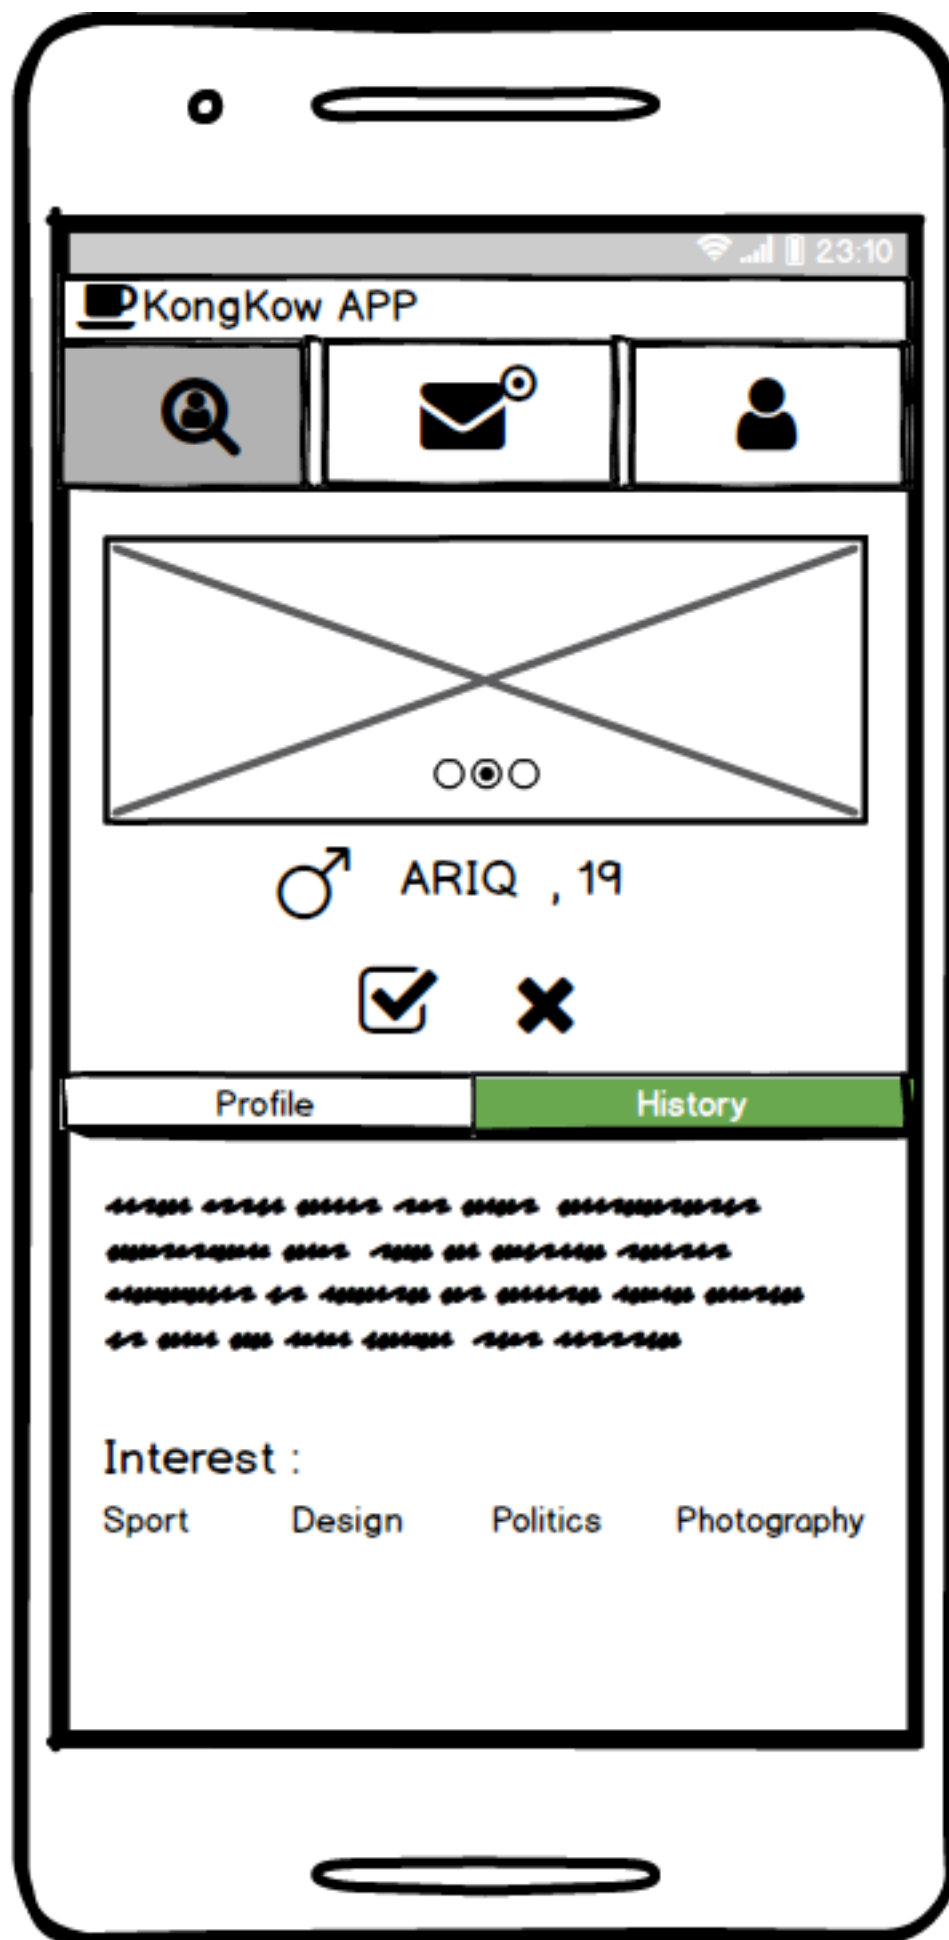 23:10
KongKow APP
ARIQ , 19
Profile History
Interest :
Sport Design Politics Photography